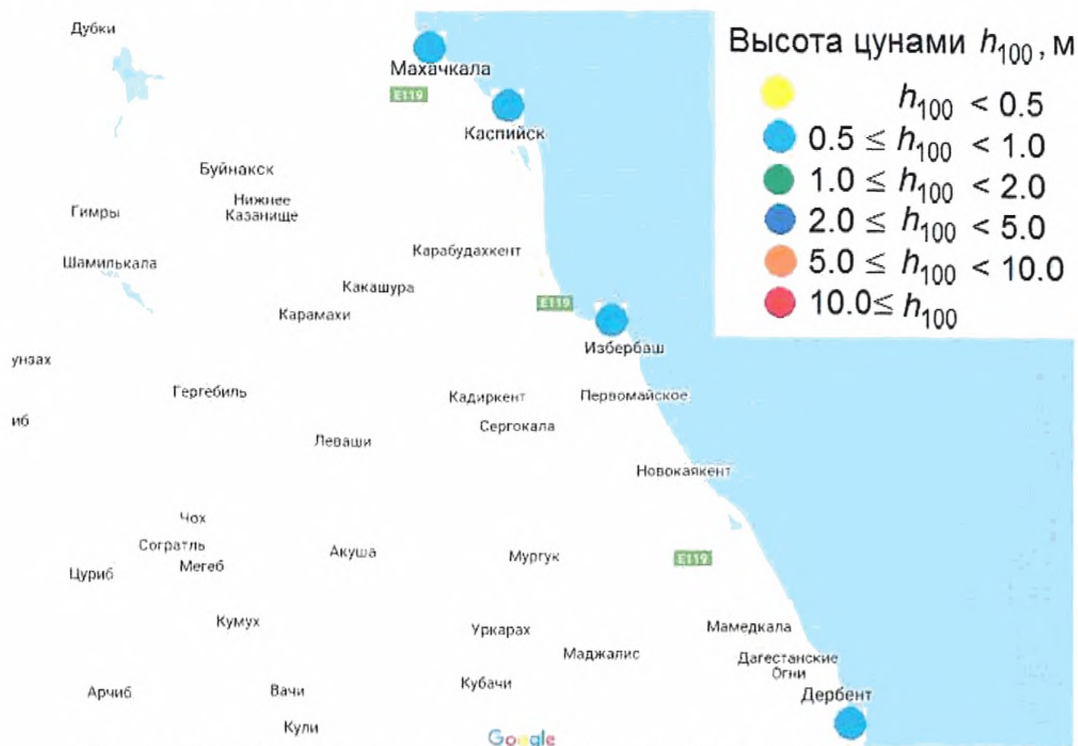 Дубки
Махачкала
E119
Каспийск
Буйнакск
Нижнее
Казанище
Гимры
Шамилькала
Карабудахкент
Какашура
E119
Карамахи
Избербаш
унзах
Гергебиль
Кадиркент
Первомайское
иб
Сергокала
Леваши
Новокаякент
Чох
Согратль
Акуша
Мургук
E119
Мегеб
Цуриб
Кумух
Уркарах
Мамедкала
Маджалис
Дагестанские
Огни
Кубачи
Арчиб
Вачи
Дербент
Кули
Google
Высота цунами h100, м
h100 < 0.5
0.5 ≤ h100 < 1.0
1.0 ≤ h100 < 2.0
2.0 ≤ h100 < 5.0
5.0 ≤ h100 < 10.0
10.0≤ h100